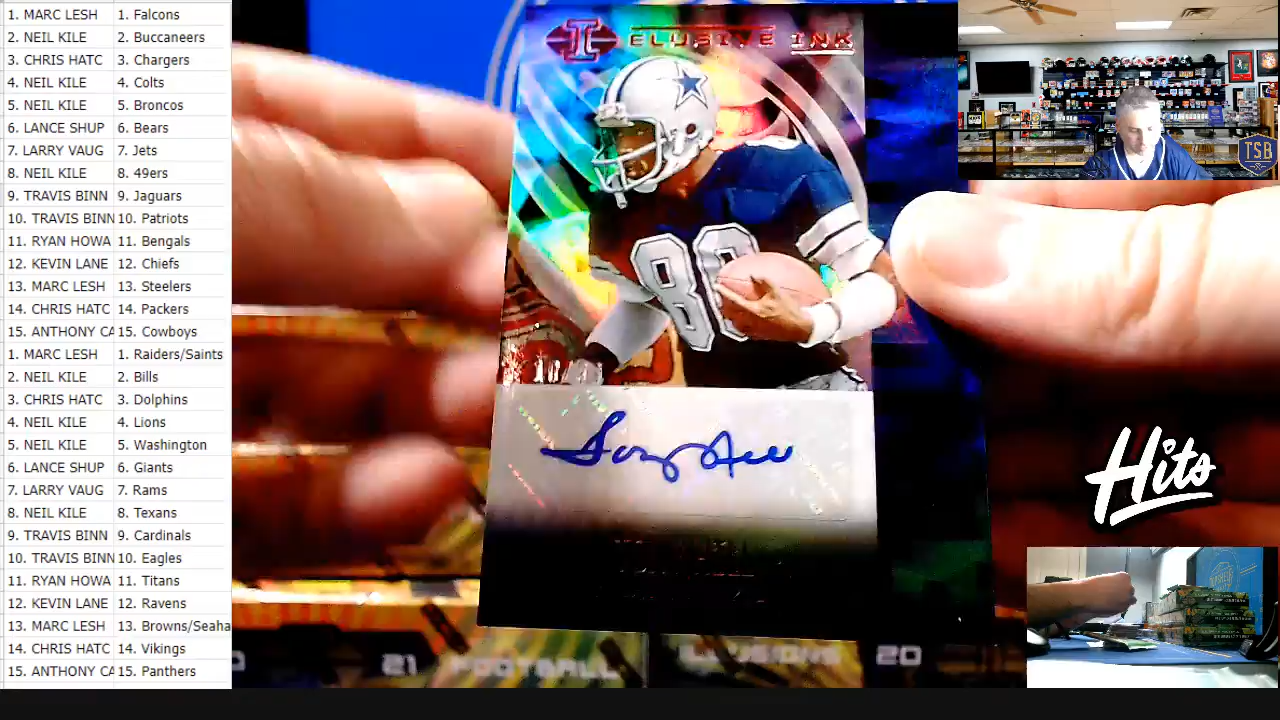 1. MARC LESH 1. Falcons
2. NEIL KILE 2. Buccaneers
3. CHRIS HATC 3. Chargers
4. NEIL KILE 4. Colts
5. NEIL KILE 5. Broncos
6. LANCE SHUP 6. Bears
7. LARRY VAUG 7. Jets
8. NEIL KILE 8. 49ers
9. TRAVIS BINN 9. Jaguars
10. TRAVIS BINN 10. Patriots
11. RYAN HOWA 11. Bengals
12. KEVIN LANE 12. Chiefs
13. MARC LESH 13. Steelers
14. CHRIS HATC 14. Packers
15. ANTHONY CA 15. Cowboys
1. MARC LESH 1. Raiders/Saints
2. NEIL KILE 2. Bills
3. CHRIS HATC 3. Dolphins
4. NEIL KILE 4. Lions
5. NEIL KILE 5. Washington
6. LANCE SHUP 6. Giants
7. LARRY VAUG 7. Rams
8. NEIL KILE 8. Texans
9. TRAVIS BINN 9. Cardinals
10. TRAVIS BINN 10. Eagles
11. RYAN HOWA 11. Titans
12. KEVIN LANE 12. Ravens
13. MARC LESH 13. Browns/Seaha
14. CHRIS HATC 14. Vikings
15. ANTHONY CA 15. Panthers
I
ELUSIVE INK
80
TSB
Hits
21 FOOTBALL
ILLUSIONS 20